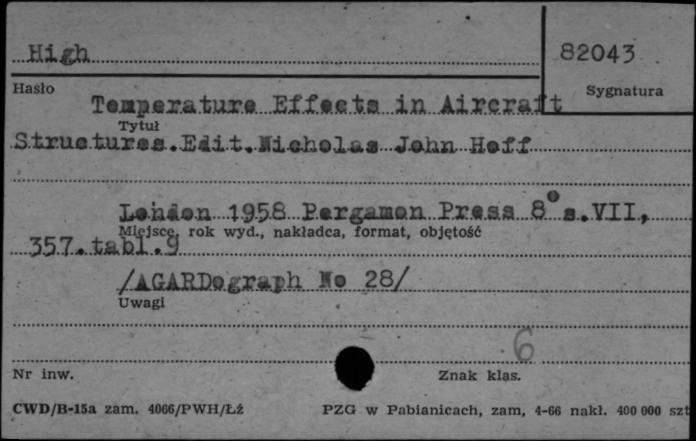 High
82043
Hasło
Sygnatura
Temperature Effects in Aircraft
Tytuł
Structures.Edit.Nicholas John Hoff
London 1958 Pergamon Press 8° s.VII,
Miejsce, rok wyd., nakładca, format, objętość
357.tabl.9
/AGARDograph No 28/
Uwagi
6
Nr inw.
Znak klas.
CWD/B-15a zam. 4066/PWH/Łż
PZG w Pabianicach, zam, 4-66 nakł. 400 000 szt